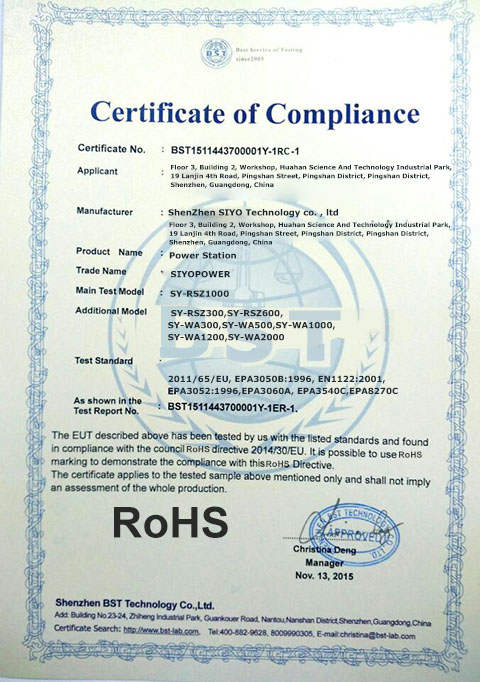 BST
Best Service of Testing
since2005
Certificate of Compliance
Certificate No. : BST1511443700001Y-1RC-1
Applicant : Floor 3, Building 2, Workshop, Huahan Science And Technology Industrial Park,
19 Lanjin 4th Road, Pingshan Street, Pingshan District, Pingshan District,
Shenzhen, Guangdong, China
Manufacturer : ShenZhen SIYO Technology co. , ltd
Floor 3, Building 2, Workshop, Huahan Science And Technology Industrial Park,
19 Lanjin 4th Road, Pingshan Street, Pingshan District, Pingshan District,
Shenzhen, Guangdong, China
Product Name : Power Station
Trade Name : SIYOPOWER
Main Test Model : SY-RSZ1000
Additional Model SY-RSZ300,SY-RSZ600,
SY-WA300,SY-WA500,SY-WA1000,
SY-WA1200,SY-WA2000
BST
Test Standard :
2011/65/EU, EPA3050B:1996, EN1122:2001,
EPA3052:1996,EPA3060A, EPA3540C,EPA8270C
As shown in the
Test Report No. : BST1511443700001Y-1ER-1.
The EUT described above has been tested by us with the listed standards and found
in compliance with the council RoHS directive 2014/30/EU. It is possible to use RoHS
marking to demonstrate the compliance with this RoHS Directive.
The certificate applies to the tested sample above mentioned only and shall not imply
an assessment of the whole production.
RoHS
SHENZHEN BST TECHNOLOGY CO., LTD
APPROVED
Christina Deng
Manager
Nov. 13, 2015
Shenzhen BST Technology Co.,Ltd.
Add: Building No.23-24, Zhiheng Industrial Park, Guankouer Road, Nantou,Nanshan District,Shenzhen,Guangdong,China
Certificate Search: http://www.bst-lab.com, Tel:400-882-9628, 8009990305, E-mail:christina@bst-lab.com